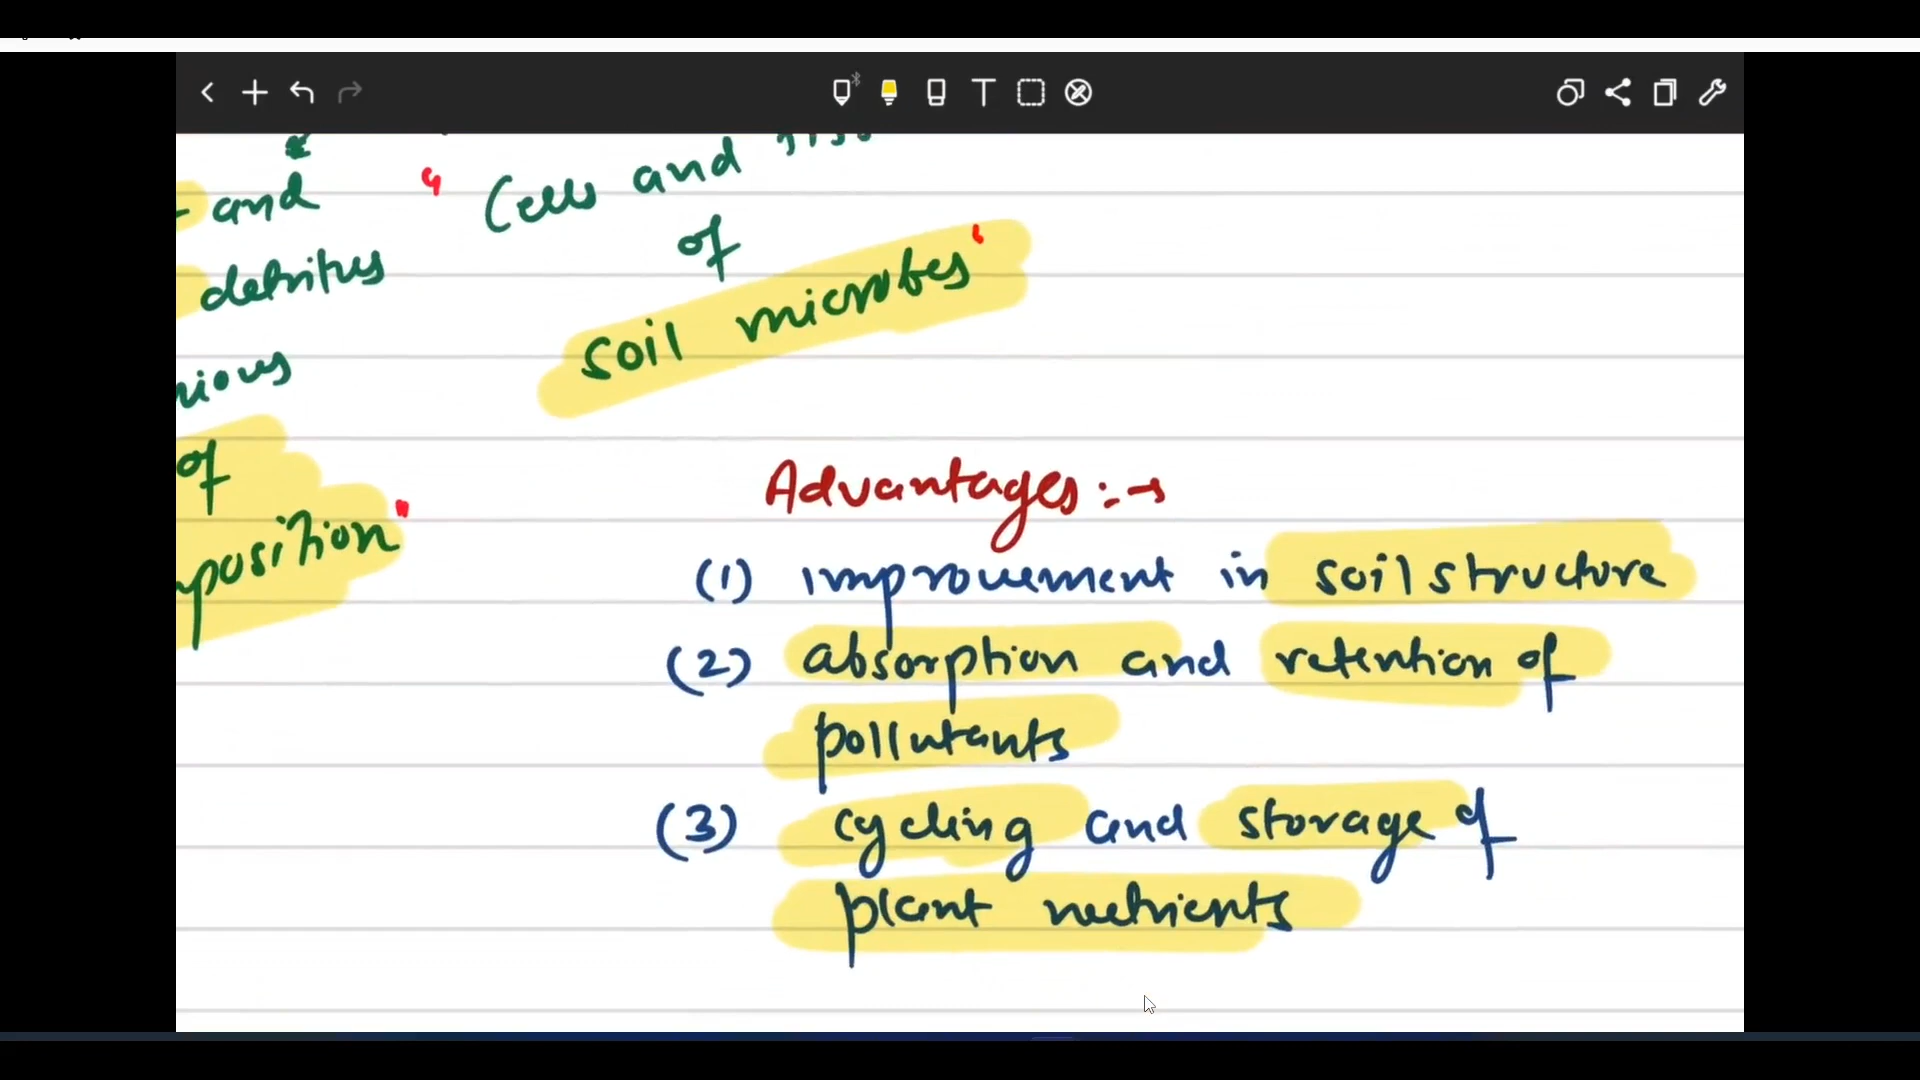 and
detritus
of
Cells and
of
soil microbes
Advantages :→
(1) improvement in soil structure
(2) absorption and retention of
pollutants
(3) cycling and storage of
plant nutrients